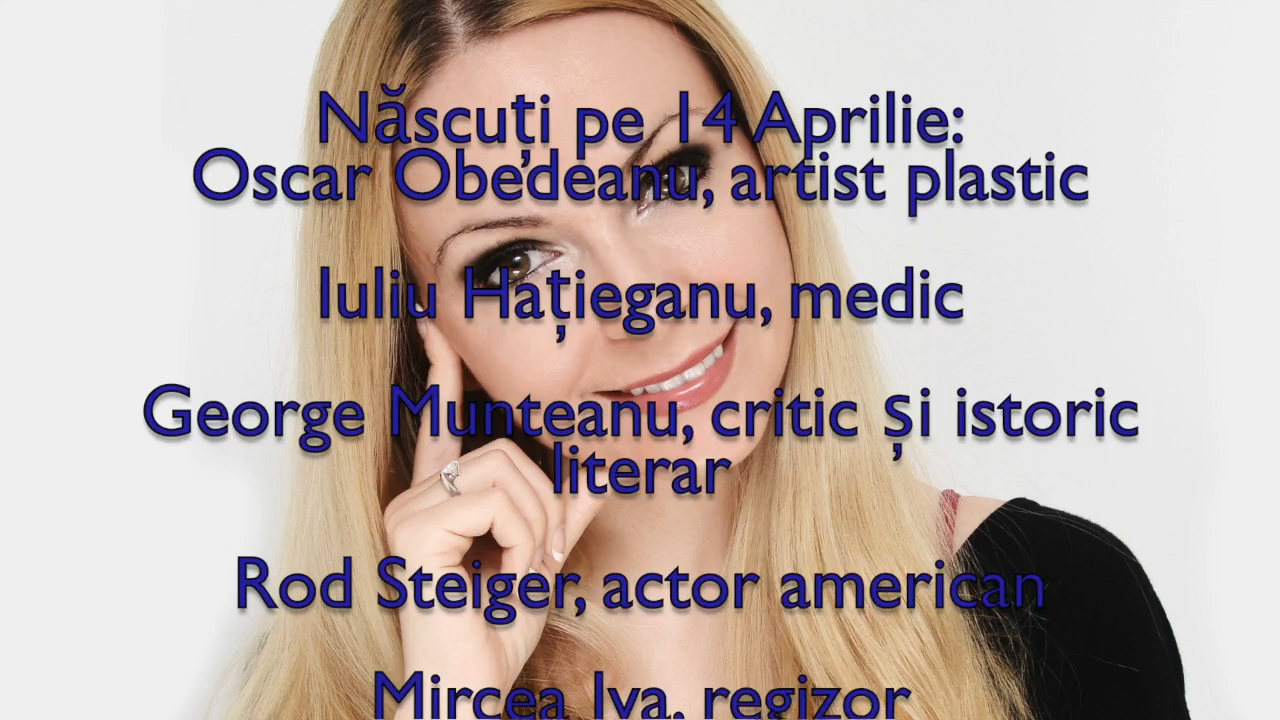 Născuți pe 14 Aprilie:
Oscar Obedeanu, artist plastic
Iuliu Hațieganu, medic
George Munteanu, critic și istoric
literar
Rod Steiger, actor american
Mircea Iva, regizor